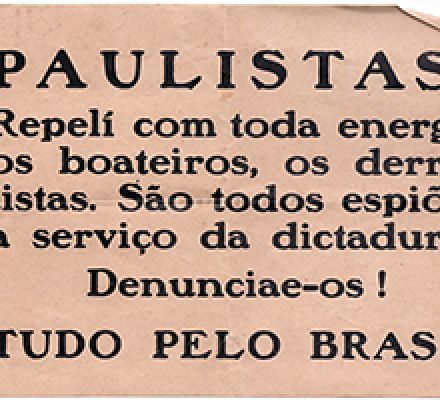 PAULISTAS
Repelí com toda energ
os boateiros, os derr
tistas. São todos espiõ
a serviço da dictadur
Denunciae-os !
TUDO PELO BRAS